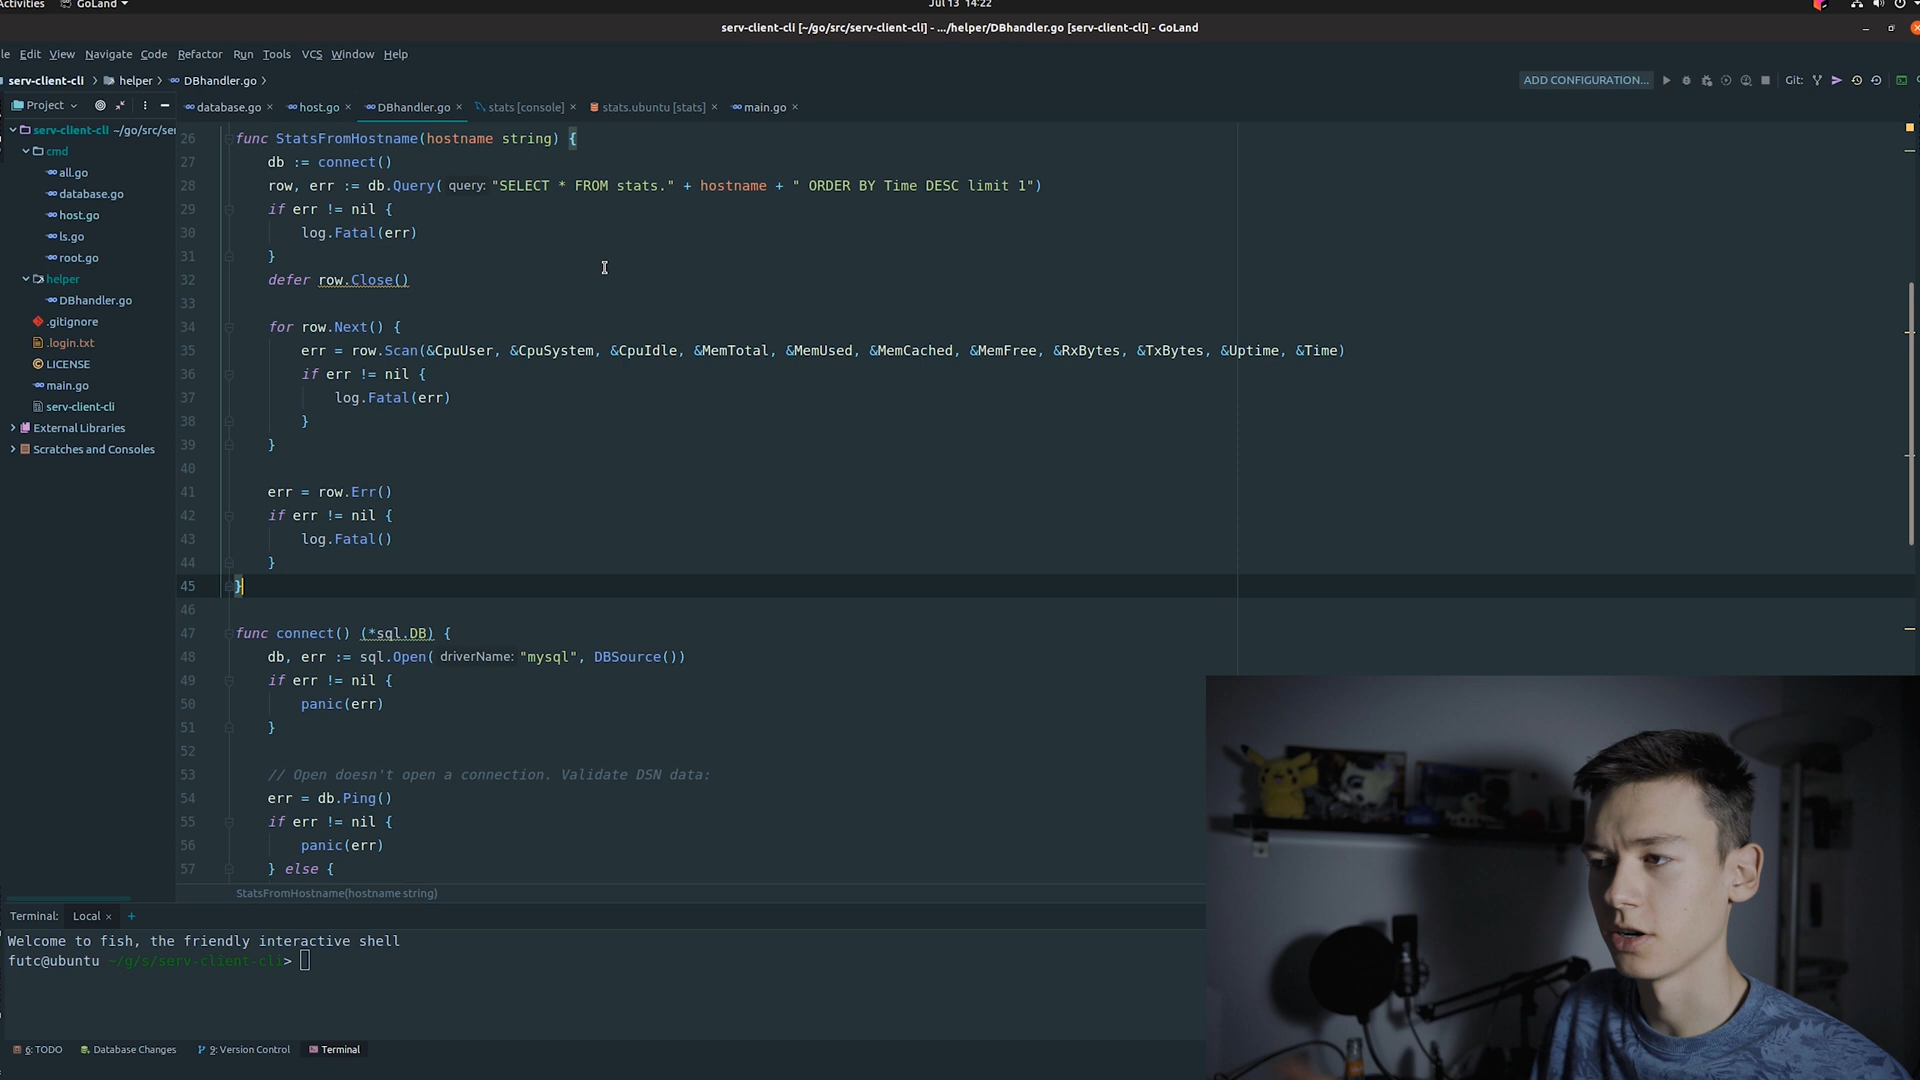 Activities GoLand Jul 13 14:22
serv-client-cli [~/go/src/serv-client-cli] - .../helper/DBhandler.go [serv-client-cli] - GoLand
le Edit View Navigate Code Refactor Run Tools VCS Window Help
serv-client-cli helper DBhandler.go ADD CONFIGURATION... Git:
Project database.go host.go DBhandler.go stats [console] stats.ubuntu [stats] main.go
serv-client-cli ~/go/src/ser
cmd
all.go
database.go
host.go
ls.go
root.go
helper
DBhandler.go
.gitignore
.login.txt
LICENSE
main.go
serv-client-cli
External Libraries
Scratches and Consoles
26 func StatsFromHostname(hostname string) {
27 db := connect()
28 row, err := db.Query( query: "SELECT * FROM stats." + hostname + " ORDER BY Time DESC limit 1")
29 if err != nil {
30 log.Fatal(err)
31 }
32 defer row.Close()
33
34 for row.Next() {
35 err = row.Scan(&CpuUser, &CpuSystem, &CpuIdle, &MemTotal, &MemUsed, &MemCached, &MemFree, &RxBytes, &TxBytes, &Uptime, &Time)
36 if err != nil {
37 log.Fatal(err)
38 }
39 }
40
41 err = row.Err()
42 if err != nil {
43 log.Fatal()
44 }
45 }
46
47 func connect() (*sql.DB) {
48 db, err := sql.Open( driverName: "mysql", DBSource())
49 if err != nil {
50 panic(err)
51 }
52
53 // Open doesn't open a connection. Validate DSN data:
54 err = db.Ping()
55 if err != nil {
56 panic(err)
57 } else {
StatsFromHostname(hostname string)
Terminal: Local +
Welcome to fish, the friendly interactive shell
futc@ubuntu ~/g/s/serv-client-cli>
6: TODO Database Changes 9: Version Control Terminal